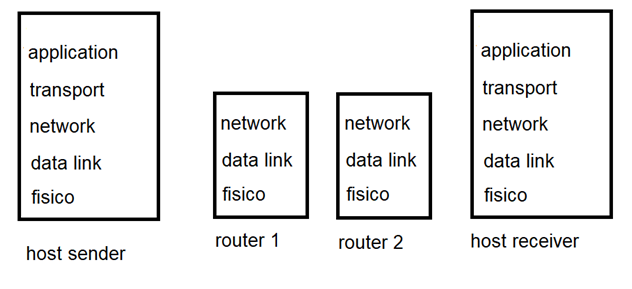 application
transport
network
data link
fisico
host sender
network
data link
fisico
router 1
network
data link
fisico
router 2
application
transport
network
data link
fisico
host receiver